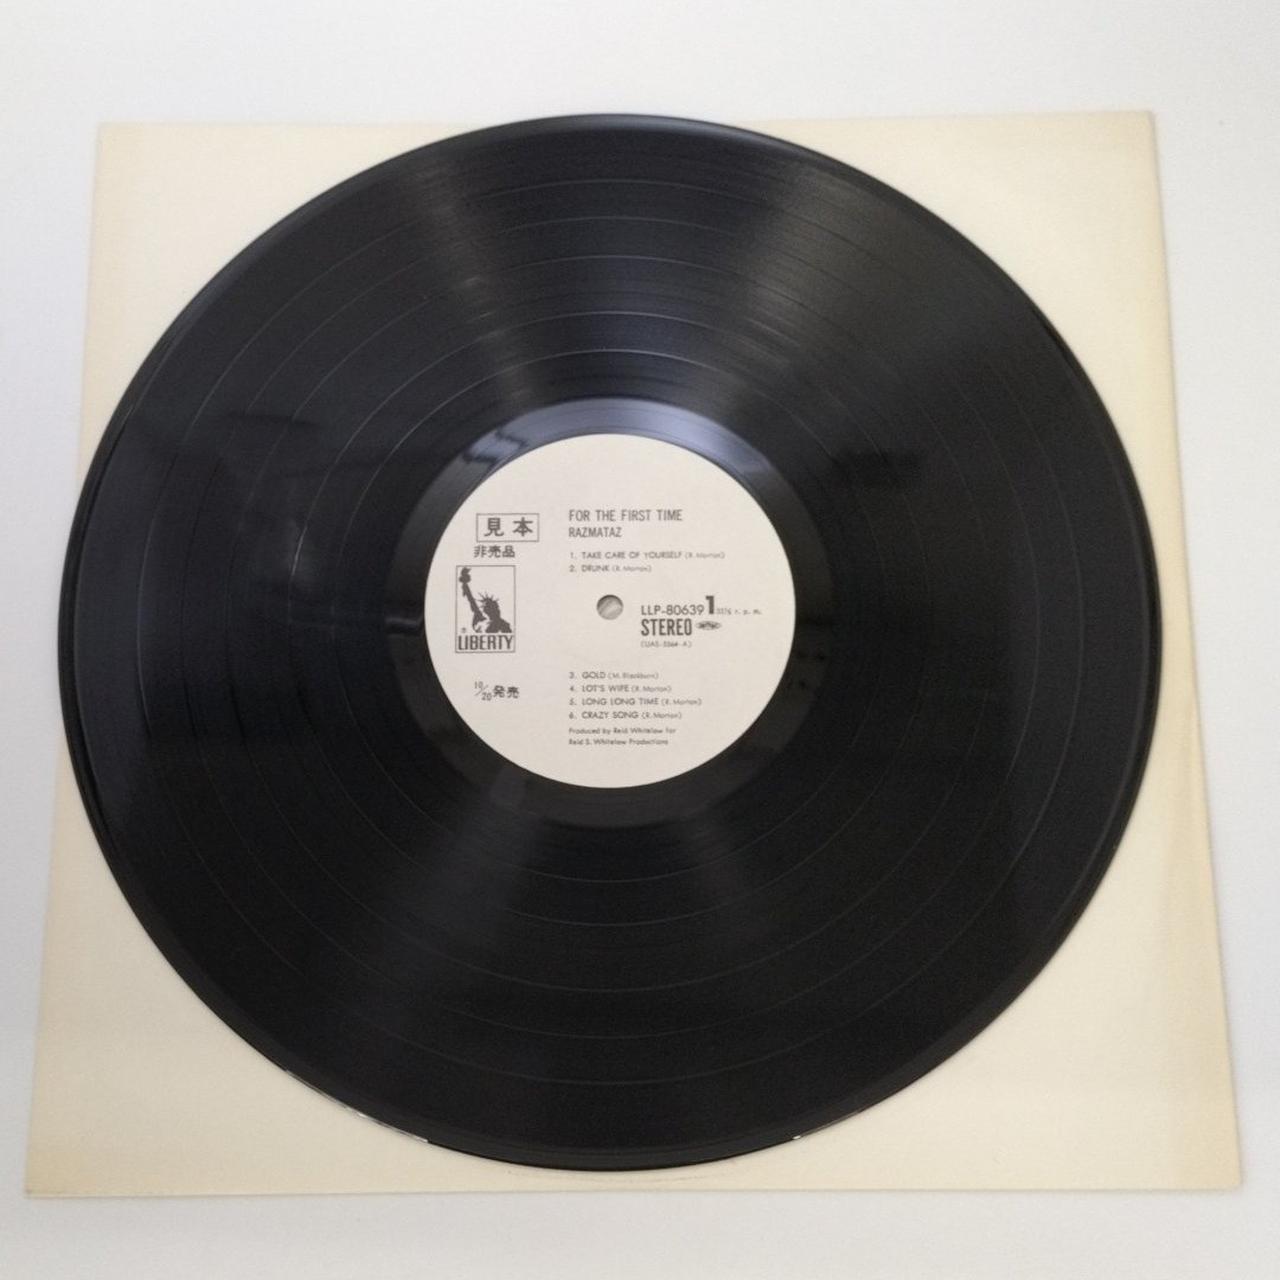 見本
非売品
LIBERTY
10/20発売
FOR THE FIRST TIME
RAZMATAZ
1. TAKE CARE OF YOURSELF (R. Morton)
2. DRUNK (R. Morton)
LLP-80639 1 33⅓ r. p. m.
STEREO
(UAS-5564-A)
3. GOLD (M. Blackburn)
4. LOT'S WIFE (R. Morton)
5. LONG LONG TIME (R. Morton)
6. CRAZY SONG (R. Morton)
Produced by Reid Whitelaw for
Reid S. Whitelaw Productions